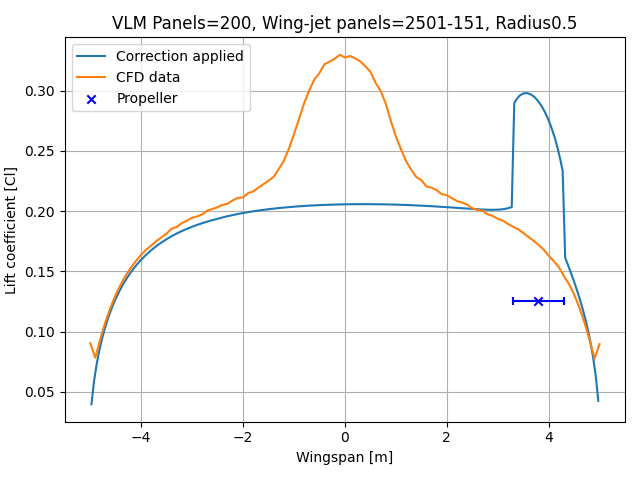 VLM Panels=200, Wing-jet panels=2501-151, Radius0.5
Correction applied
CFD data
Propeller
Lift coefficient [Cl]
0.30
0.25
0.20
0.15
0.10
0.05
−4
−2
0
2
4
Wingspan [m]